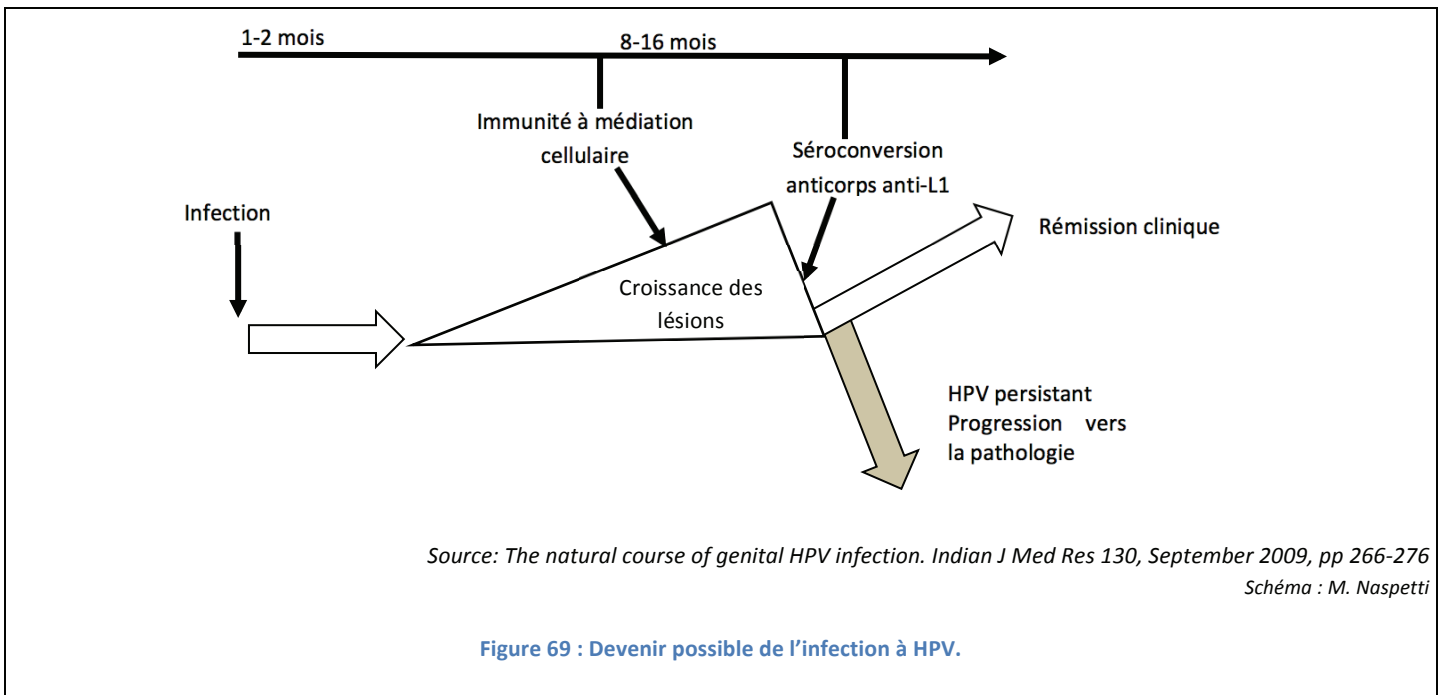 1-2 mois
8-16 mois
Immunité à médiation
cellulaire
Séroconversion
anticorps anti-L1
Infection
Rémission clinique
Croissance des
lésions
HPV persistant
Progression vers
la pathologie
Source: The natural course of genital HPV infection. Indian J Med Res 130, September 2009, pp 266-276
Schéma : M. Naspetti
Figure 69 : Devenir possible de l’infection à HPV.